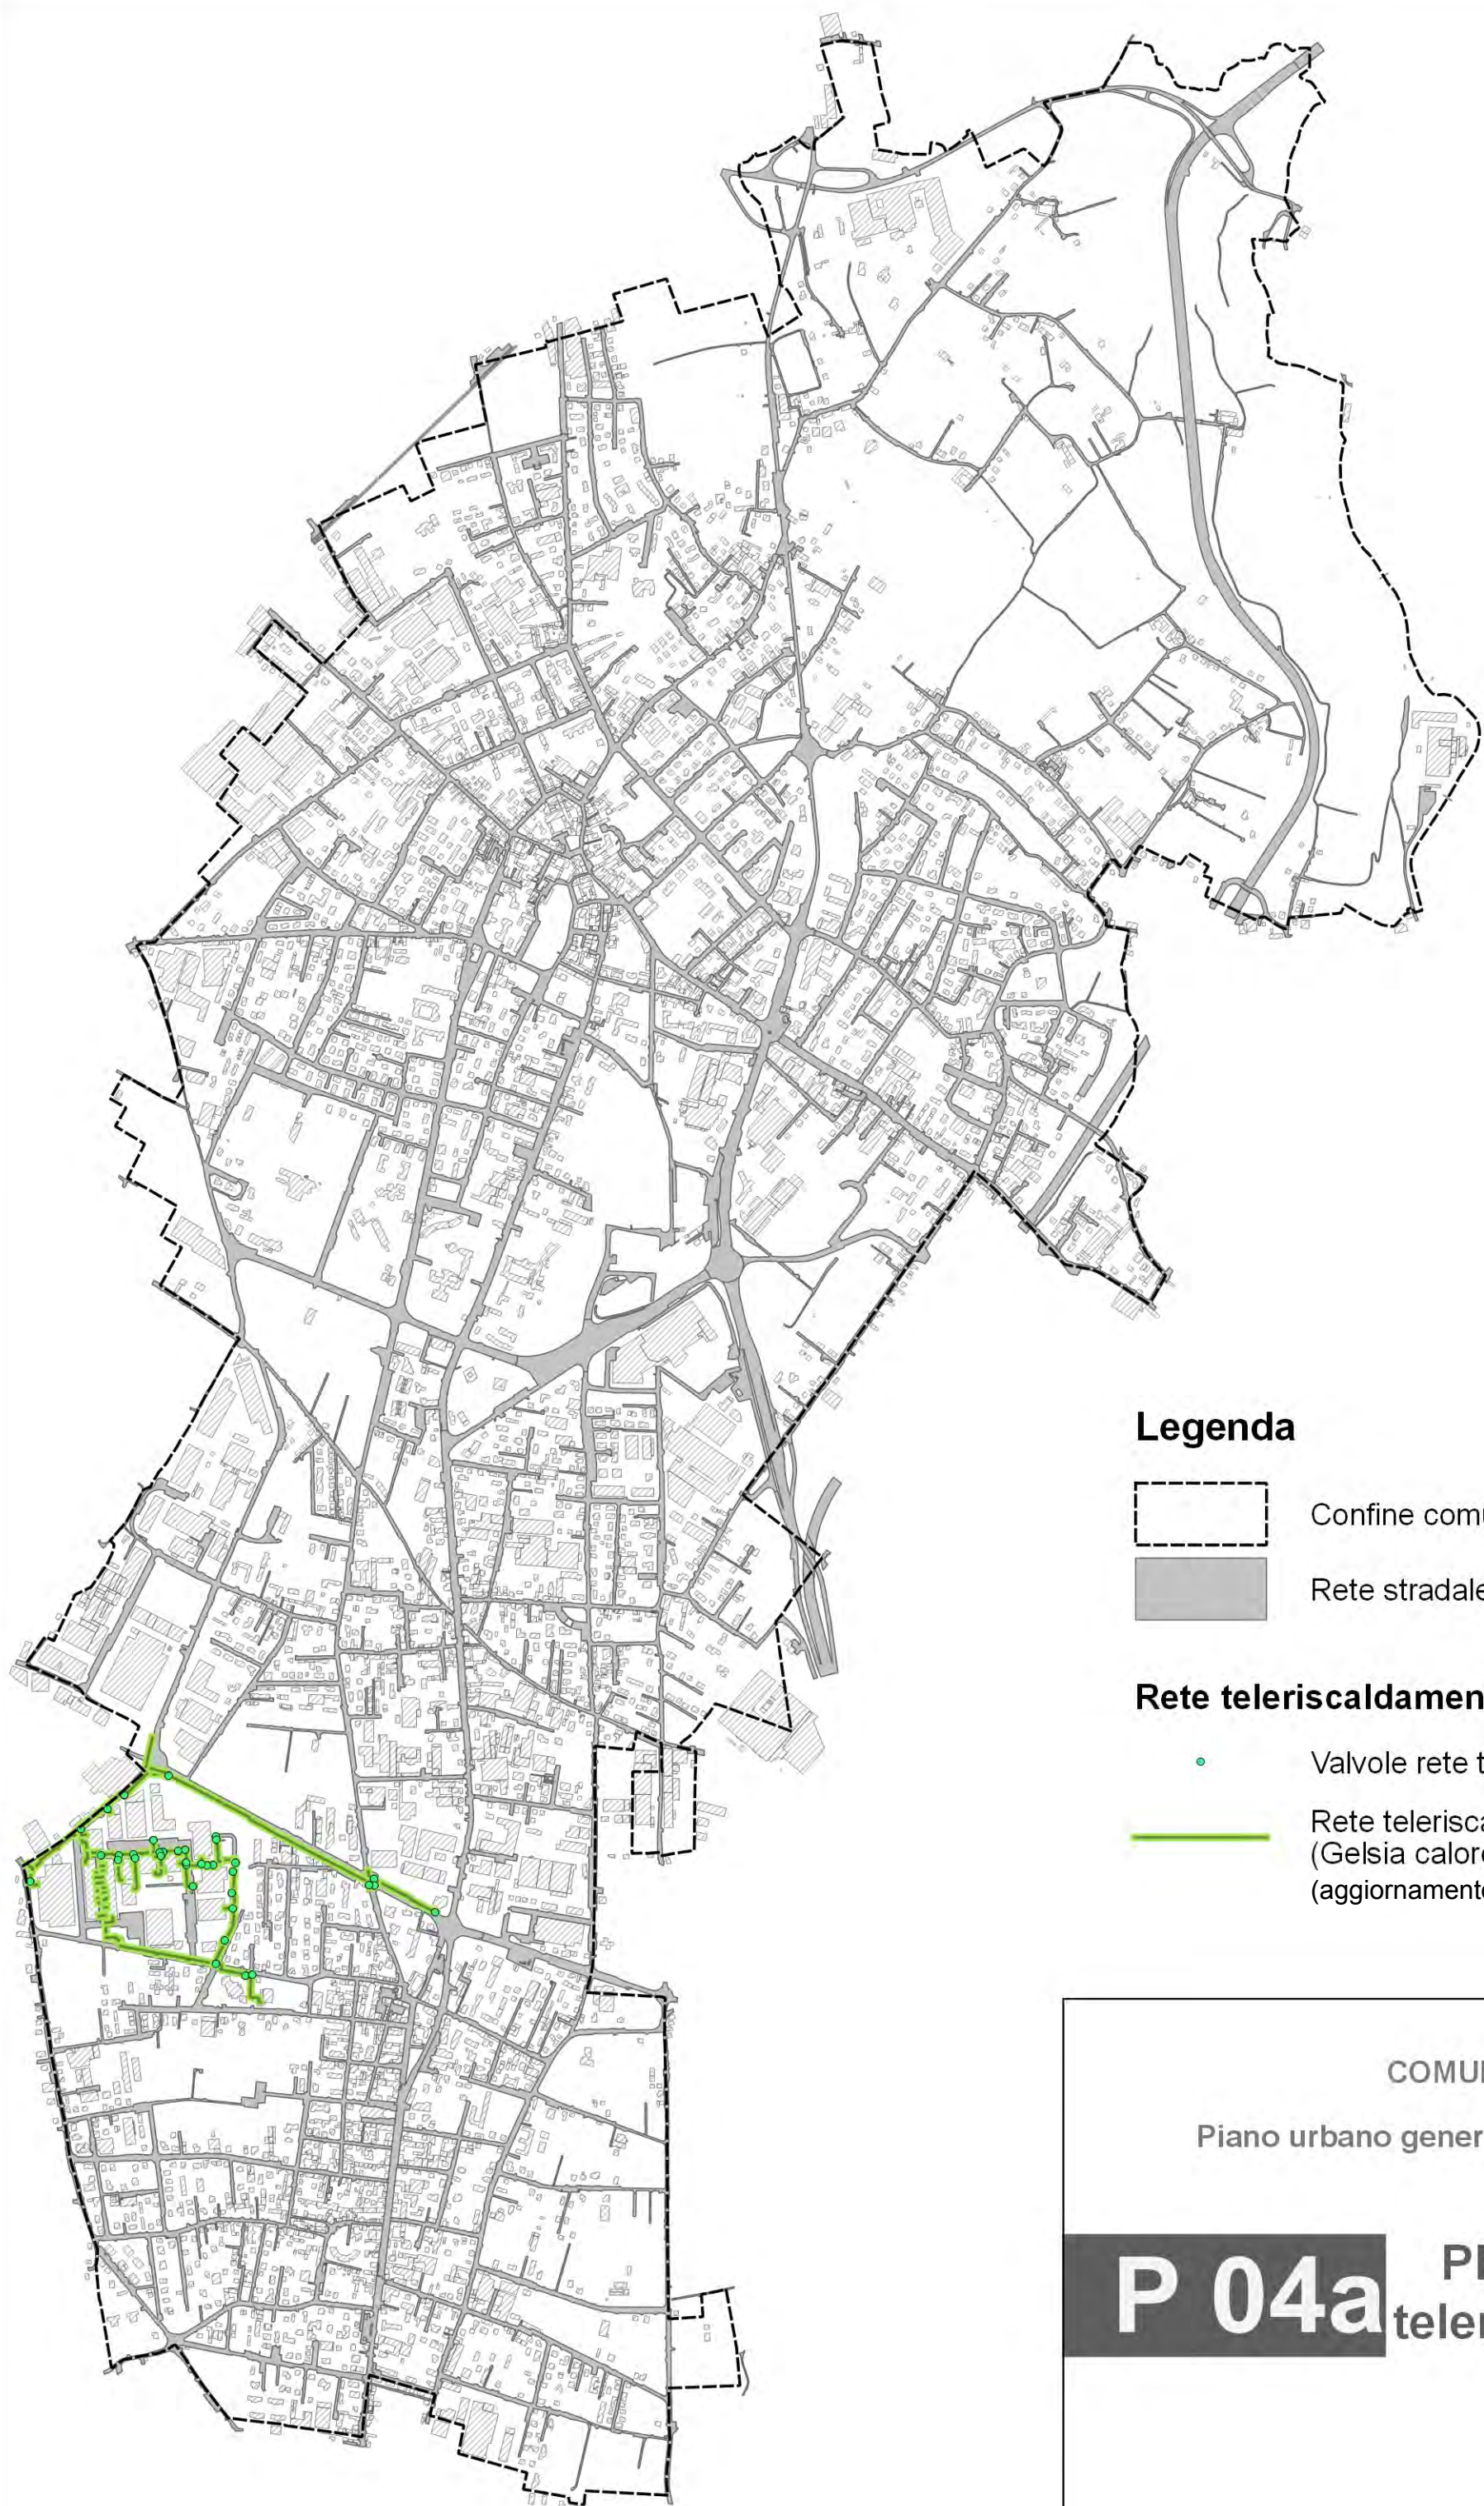 Legenda
Confine comu
Rete stradale
Rete teleriscaldamen
Valvole rete t
Rete telerisca
(Gelsia calore
(aggiornamento
COMU
Piano urbano gener
P 04a
teler